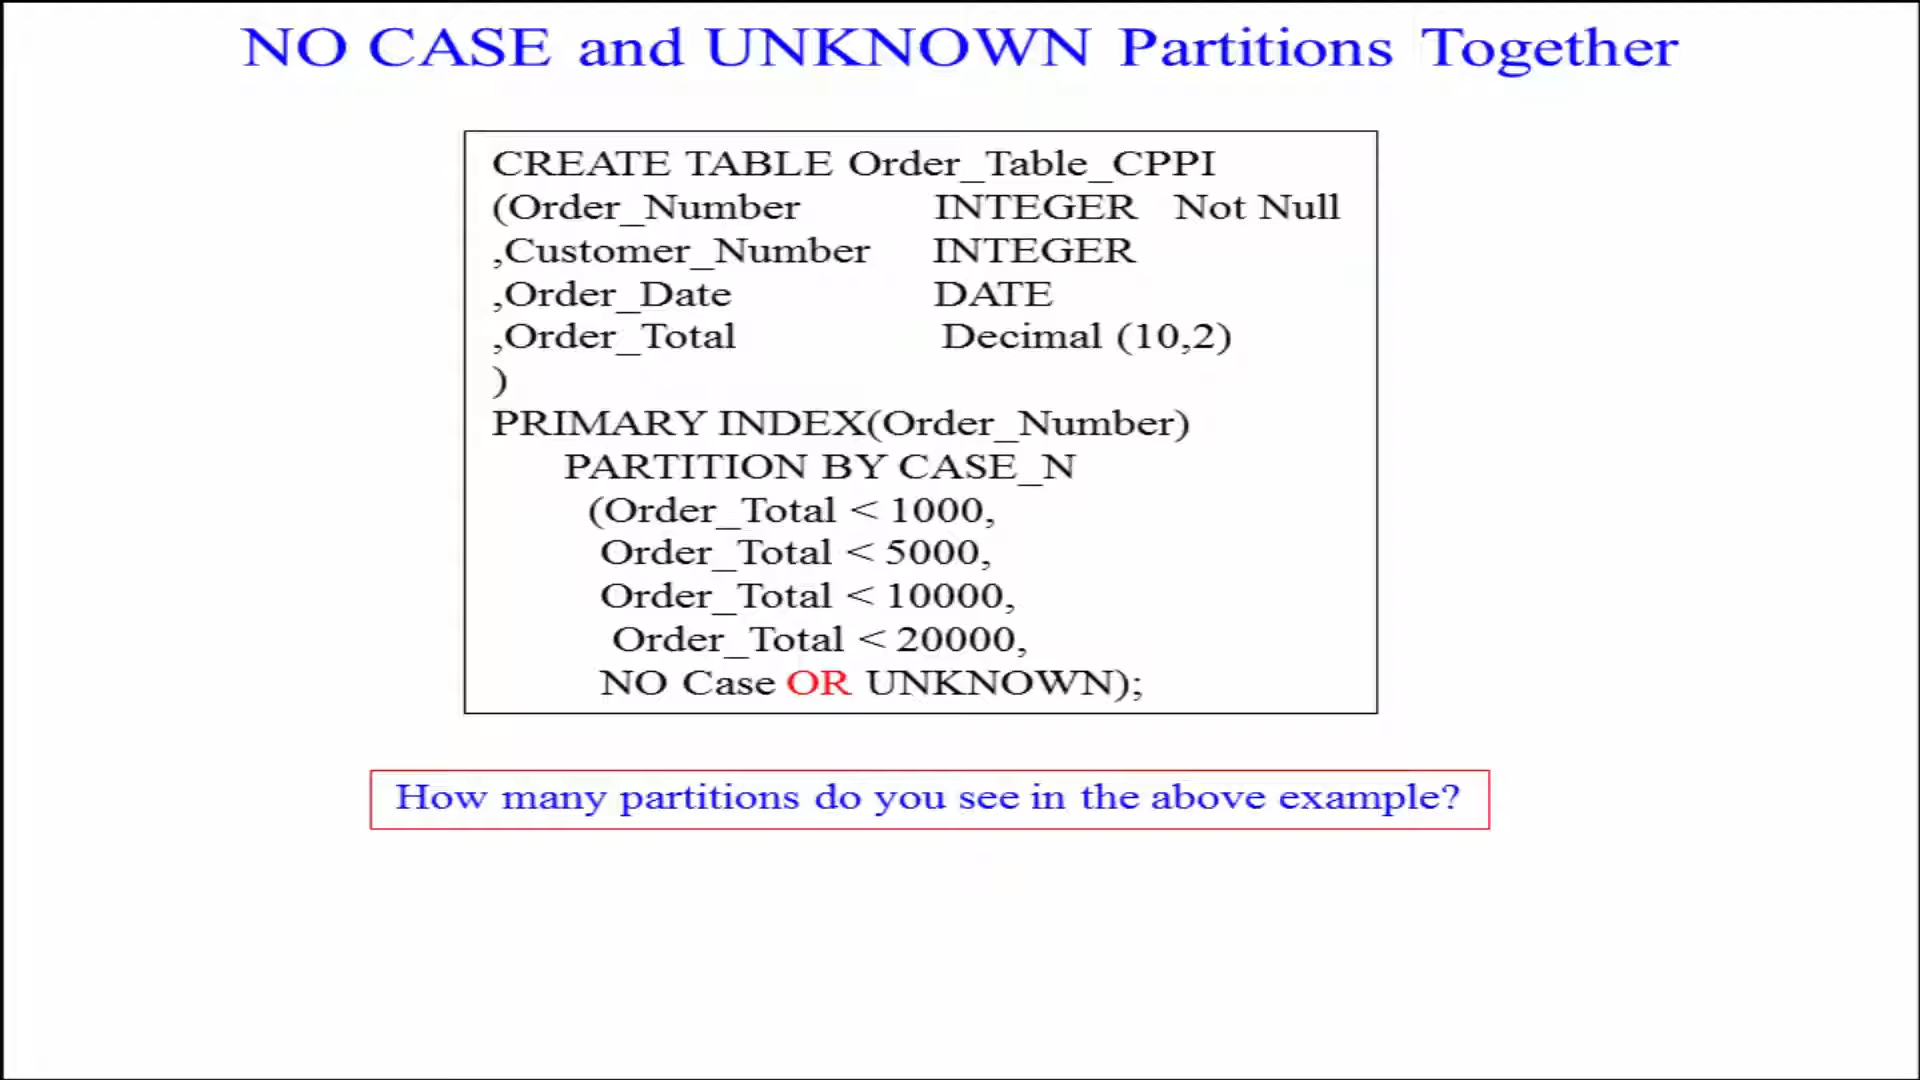 NO CASE and UNKNOWN Partitions Together
CREATE TABLE Order_Table_CPPI
(Order_Number INTEGER Not Null
,Customer_Number INTEGER
,Order_Date DATE
,Order_Total Decimal (10,2)
)
PRIMARY INDEX(Order_Number)
PARTITION BY CASE_N
(Order_Total < 1000,
Order_Total < 5000,
Order_Total < 10000,
Order_Total < 20000,
NO Case OR UNKNOWN);
How many partitions do you see in the above example?